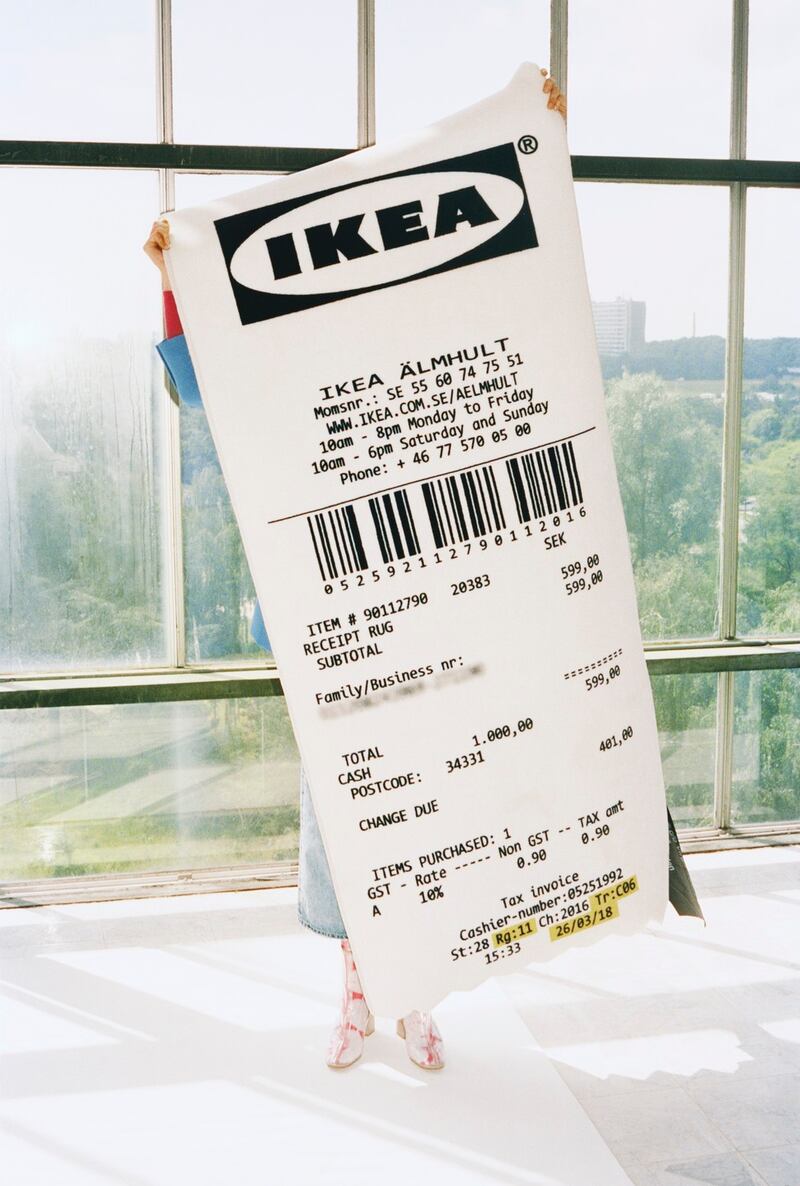 IKEA®
IKEA ÄLMHULT
Momsnr.: SE 55 60 74 75 51
WWW.IKEA.COM.SE/AELMHULT
10am - 8pm Monday to Friday
10am - 6pm Saturday and Sunday
Phone: + 46 77 570 05 00
0525921127901120 16
SEK
ITEM # 90112790 20383 599,00
RECEIPT RUG 599,00
SUBTOTAL
Family/Business nr:
==========
599,00
TOTAL 1.000,00
CASH 401,00
POSTCODE: 34331
CHANGE DUE
ITEMS PURCHASED: 1
GST - Rate ----- Non GST -- TAX amt
A 10% 0.90 0.90
Tax invoice
Cashier-number:05251992
St:28 Rg:11 Ch:2016 Tr:C06
15:33 26/03/18